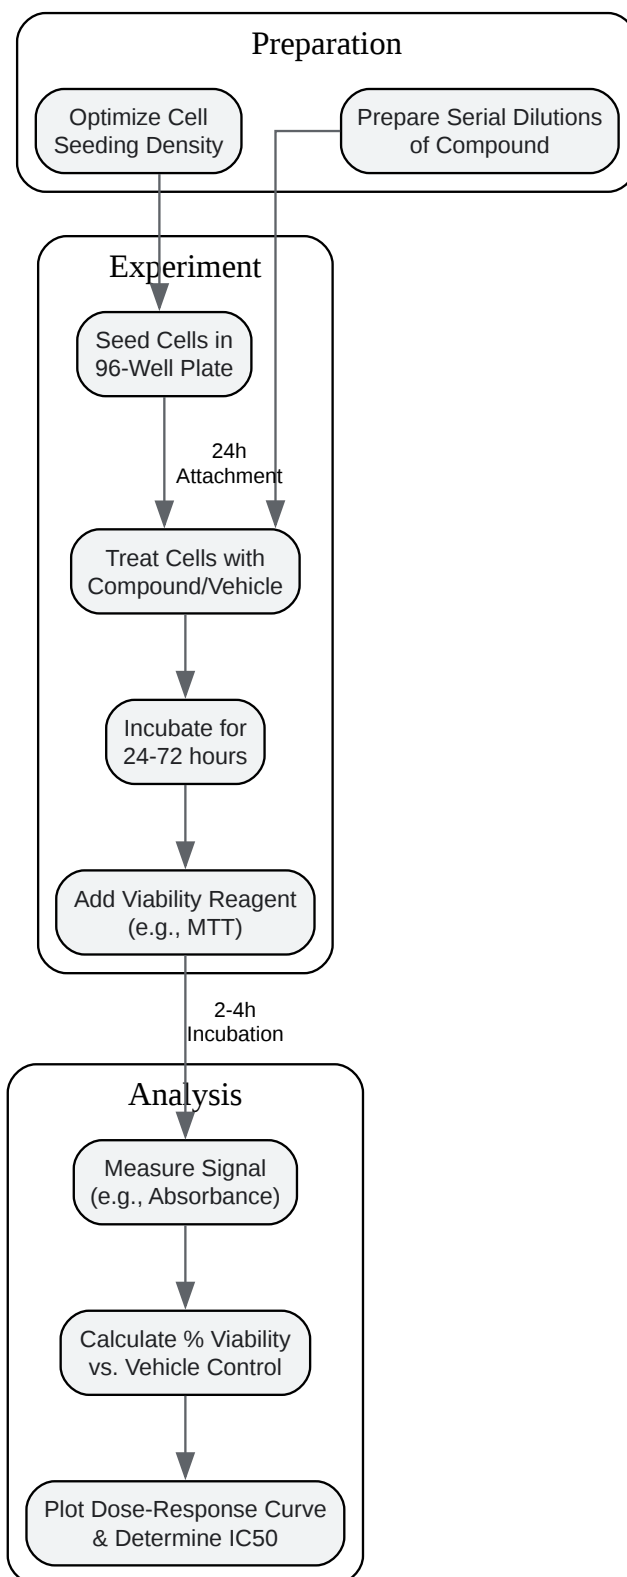 Preparation
Optimize Cell
Seeding Density
Prepare Serial Dilutions
of Compound
Experiment
Seed Cells in
96-Well Plate
24h
Attachment
Treat Cells with
Compound/Vehicle
Incubate for
24-72 hours
Add Viability Reagent
(e.g., MTT)
2-4h
Incubation
Analysis
Measure Signal
(e.g., Absorbance)
Calculate % Viability
vs. Vehicle Control
Plot Dose-Response Curve
& Determine IC50